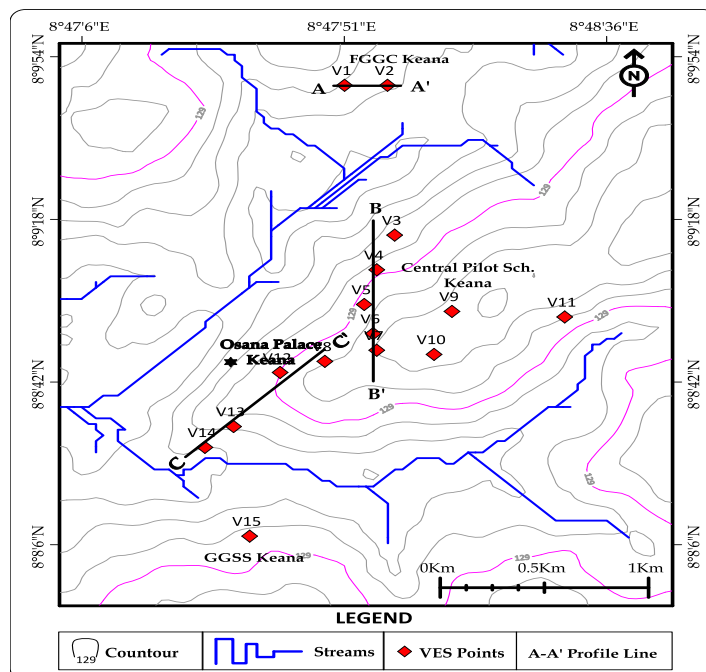 8°47'6"E 8°47'51"E 8°48'36"E
8°9'54"N 8°9'54"N
FGGC Keana
V1 V2
A A'
N
129
129
8°9'18"N 8°9'18"N
B
V3
V4
Central Pilot Sch.
Keana
V5 V9 V11
129
129
V6
V7
Osana Palace
Keana
C'
V8 V10
V12
8°8'42"N 8°8'42"N
B'
129
V13
V14
C
129
V15
GGSS Keana
8°8'6"N 8°8'6"N
129
129
0Km 0.5Km 1Km
LEGEND
129 Countour Streams VES Points A-A' Profile Line